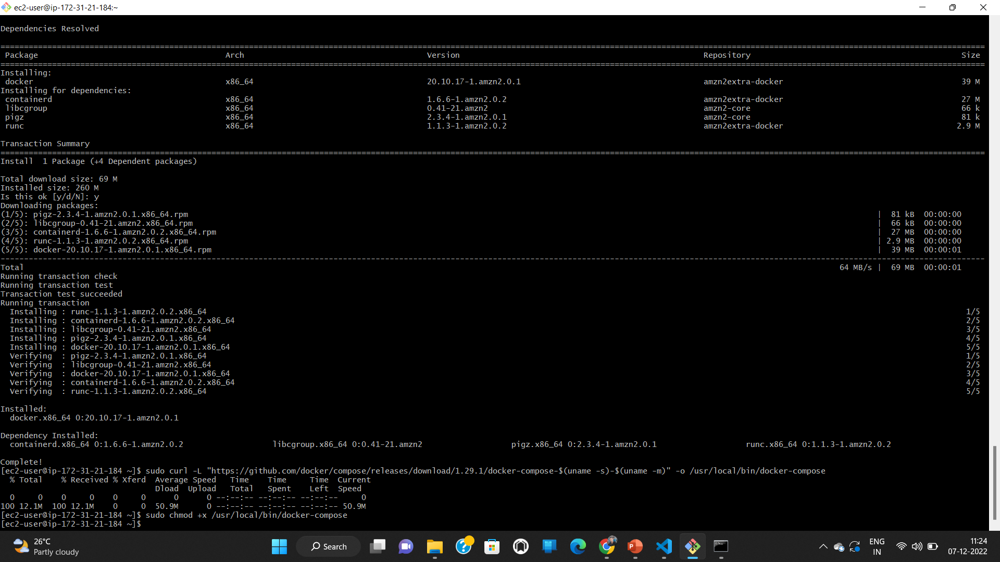 ec2-user@ip-172-31-21-184:~
Dependencies Resolved
================================================================================
Package Arch Version Repository Size
================================================================================
Installing:
docker x86_64 20.10.17-1.amzn2.0.1 amzn2extra-docker 39 M
Installing for dependencies:
containerd x86_64 1.6.6-1.amzn2.0.2 amzn2extra-docker 27 M
libcgroup x86_64 0.41-21.amzn2 amzn2-core 66 k
pigz x86_64 2.3.4-1.amzn2.0.1 amzn2-core 81 k
runc x86_64 1.1.3-1.amzn2.0.2 amzn2extra-docker 2.9 M
Transaction Summary
================================================================================
Install 1 Package (+4 Dependent packages)
Total download size: 69 M
Installed size: 260 M
Is this ok [y/d/N]: y
Downloading packages:
(1/5): pigz-2.3.4-1.amzn2.0.1.x86_64.rpm | 81 kB 00:00:00
(2/5): libcgroup-0.41-21.amzn2.x86_64.rpm | 66 kB 00:00:00
(3/5): containerd-1.6.6-1.amzn2.0.2.x86_64.rpm | 27 MB 00:00:00
(4/5): runc-1.1.3-1.amzn2.0.2.x86_64.rpm | 2.9 MB 00:00:00
(5/5): docker-20.10.17-1.amzn2.0.1.x86_64.rpm | 39 MB 00:00:01
--------------------------------------------------------------------------------
Total 64 MB/s | 69 MB 00:00:01
Running transaction check
Running transaction test
Transaction test succeeded
Running transaction
Installing : runc-1.1.3-1.amzn2.0.2.x86_64 1/5
Installing : containerd-1.6.6-1.amzn2.0.2.x86_64 2/5
Installing : libcgroup-0.41-21.amzn2.x86_64 3/5
Installing : pigz-2.3.4-1.amzn2.0.1.x86_64 4/5
Installing : docker-20.10.17-1.amzn2.0.1.x86_64 5/5
Verifying : pigz-2.3.4-1.amzn2.0.1.x86_64 1/5
Verifying : libcgroup-0.41-21.amzn2.x86_64 2/5
Verifying : docker-20.10.17-1.amzn2.0.1.x86_64 3/5
Verifying : containerd-1.6.6-1.amzn2.0.2.x86_64 4/5
Verifying : runc-1.1.3-1.amzn2.0.2.x86_64 5/5
Installed:
docker.x86_64 0:20.10.17-1.amzn2.0.1
Dependency Installed:
containerd.x86_64 0:1.6.6-1.amzn2.0.2 libcgroup.x86_64 0:0.41-21.amzn2 pigz.x86_64 0:2.3.4-1.amzn2.0.1 runc.x86_64 0:1.1.3-1.amzn2.0.2
Complete!
[ec2-user@ip-172-31-21-184 ~]$ sudo curl -L "https://github.com/docker/compose/releases/download/1.29.1/docker-compose-$(uname -s)-$(uname -m)" -o /usr/local/bin/docker-compose
% Total % Received % Xferd Average Speed Time Time Time Current
Dload Upload Total Spent Left Speed
0 0 0 0 0 0 0 0 --:--:-- --:--:-- --:--:-- 0
100 12.1M 100 12.1M 0 0 50.9M 0 --:--:-- --:--:-- --:--:-- 50.9M
[ec2-user@ip-172-31-21-184 ~]$ sudo chmod +x /usr/local/bin/docker-compose
[ec2-user@ip-172-31-21-184 ~]$
26°C
Partly cloudy
Search
ENG
IN
11:24
07-12-2022